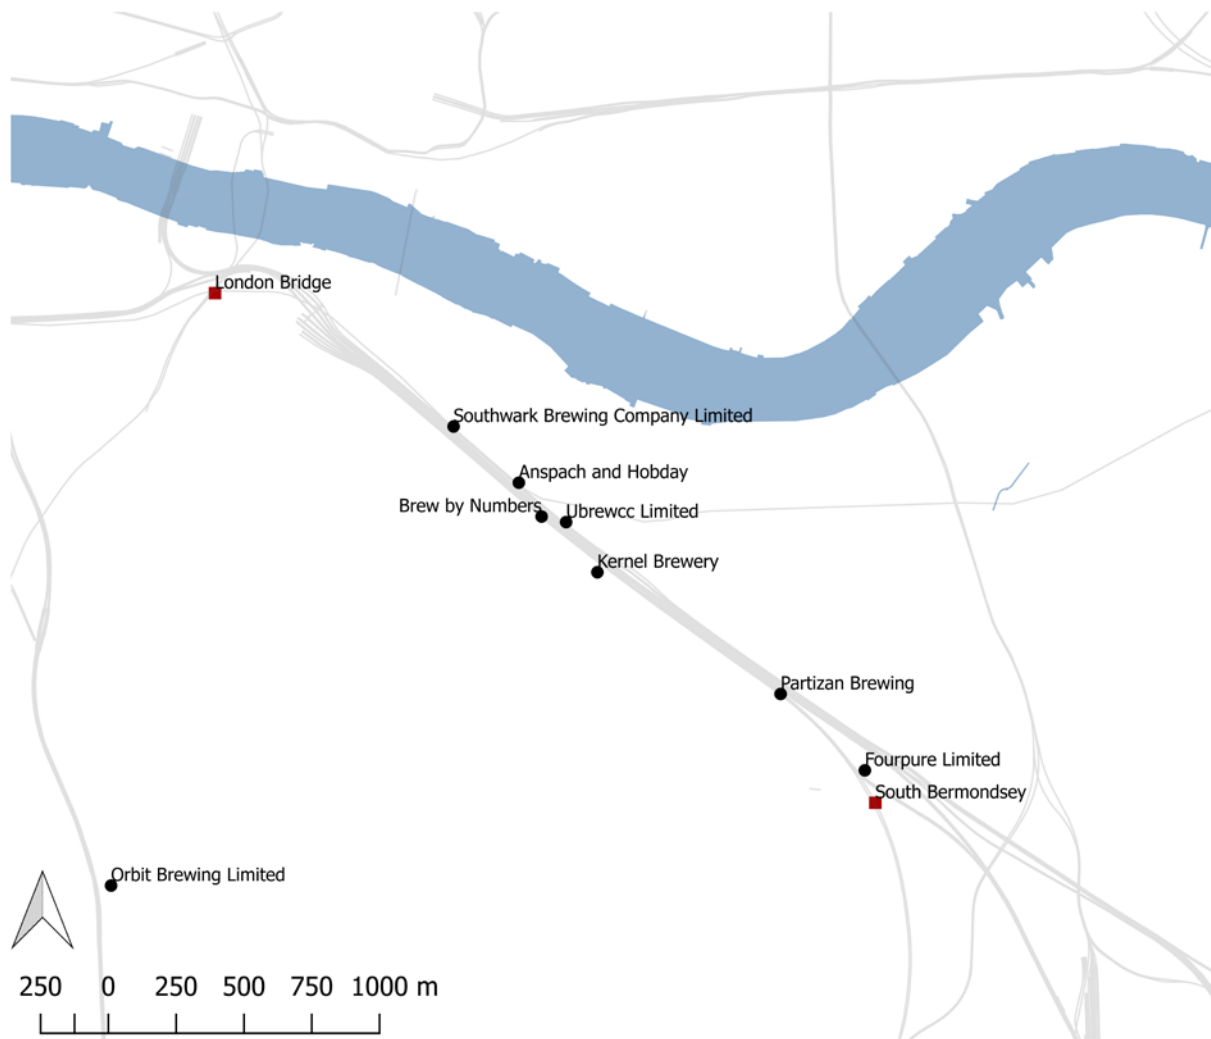 London Bridge
Southwark Brewing Company Limited
Anspach and Hobday
Brew by Numbers
Ubrewcc Limited
Kernel Brewery
Partizan Brewing
Fourpure Limited
South Bermondsey
Orbit Brewing Limited
250 0 250 500 750 1000 m